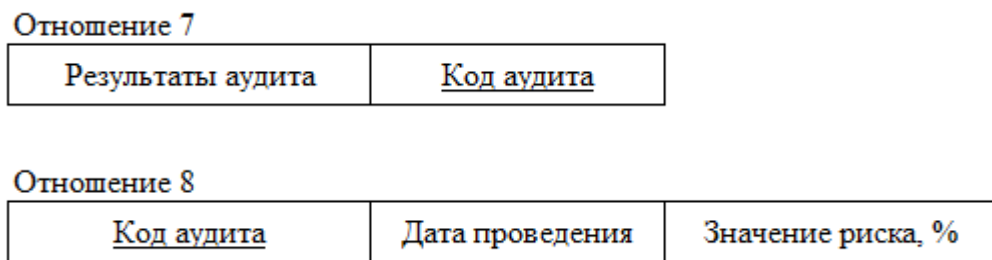 Отношение 7
Результаты аудита Код аудита
Отношение 8
Код аудита Дата проведения Значение риска, %